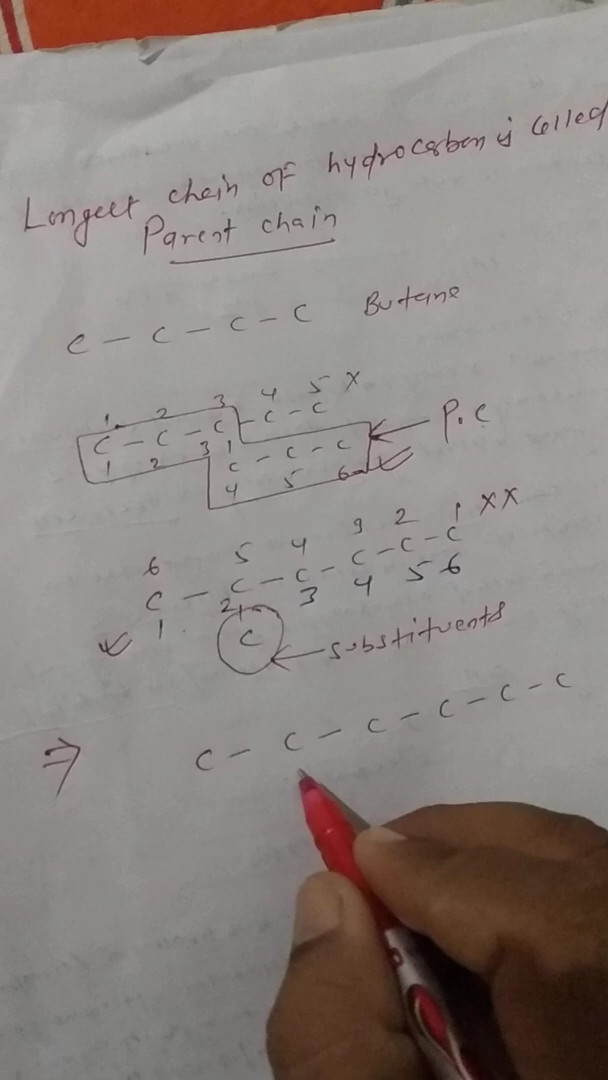 Longest chain of hydrocarbon is called
Parent chain
C - C - C - C Butane
1 2 3 4 5 X
C - C - C - C - C
1 2 3
C - C - C
4 5 6
P.C
6 5 4 3 2 1 XX
C - C - C - C - C - C
1 2 3 4 5 6
C
substituents
⇒ C - C - C - C - C - C